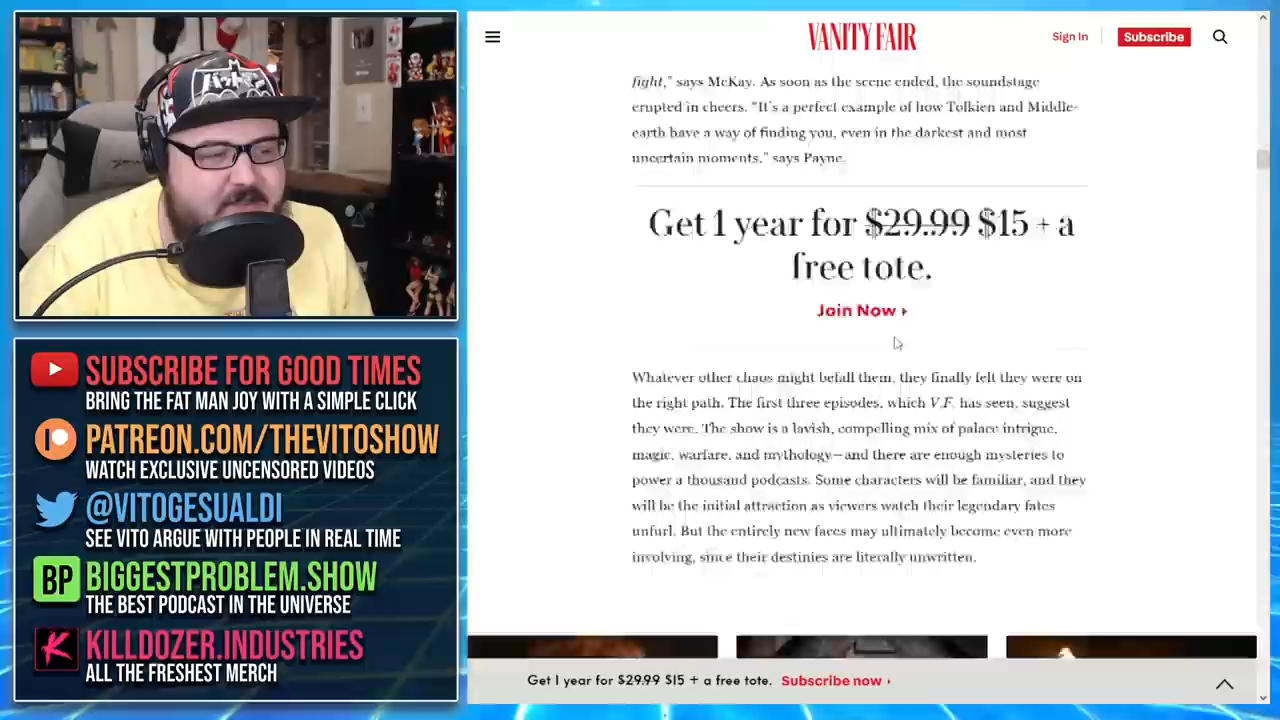 SUBSCRIBE FOR GOOD TIMES
BRING THE FAT MAN JOY WITH A SIMPLE CLICK
PATREON.COM/THEVITOSHOW
WATCH EXCLUSIVE UNCENSORED VIDEOS
@VITOGESUALDI
SEE VITO ARGUE WITH PEOPLE IN REAL TIME
BP
BIGGESTPROBLEM.SHOW
THE BEST PODCAST IN THE UNIVERSE
K
KILLDOZER.INDUSTRIES
ALL THE FRESHEST MERCH
VANITY FAIR
Sign In
Subscribe
fight," says McKay. As soon as the scene ended, the soundstage
erupted in cheers. "It's a perfect example of how Tolkien and Middle-
earth have a way of finding you, even in the darkest and most
uncertain moments," says Payne.
Get 1 year for $29.99 $15 + a
free tote.
Join Now
Whatever other chaos might befall them, they finally felt they were on
the right path. The first three episodes, which V.F. has seen, suggest
they were. The show is a lavish, compelling mix of palace intrigue,
magic, warfare, and mythology—and there are enough mysteries to
power a thousand podcasts. Some characters will be familiar, and they
will be the initial attraction as viewers watch their legendary fates
unfurl. But the entirely new faces may ultimately become even more
involving, since their destinies are literally unwritten.
Get 1 year for $29.99 $15 + a free tote. Subscribe now